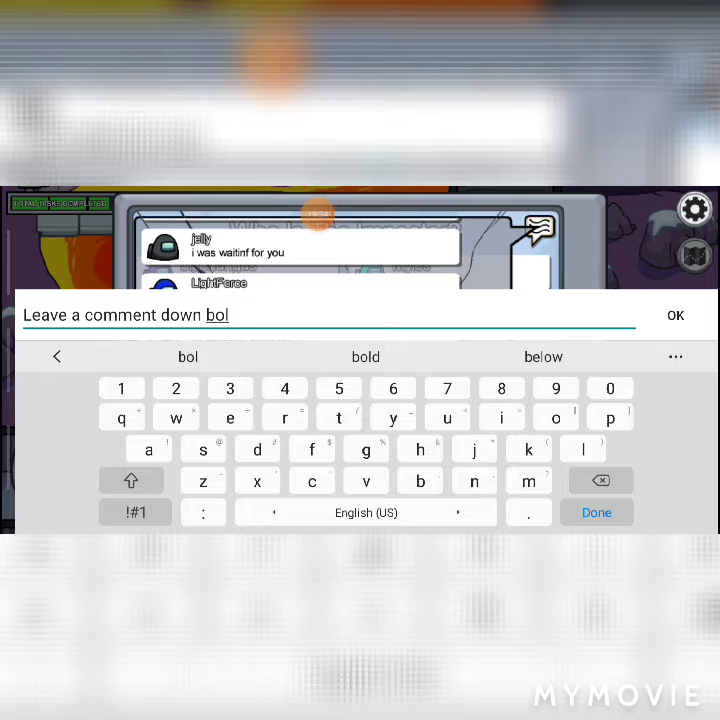 TOTAL TASKS COMPLETED
jelly
i was waitinf for you
LightForce
Leave a comment down bol
OK
bol bold below
1 2 3 4 5 6 7 8 9 0
q w e r t y u i o p
a s d f g h j k l
z x c v b n m
!#1 : English (US) . Done
MYMOVIE